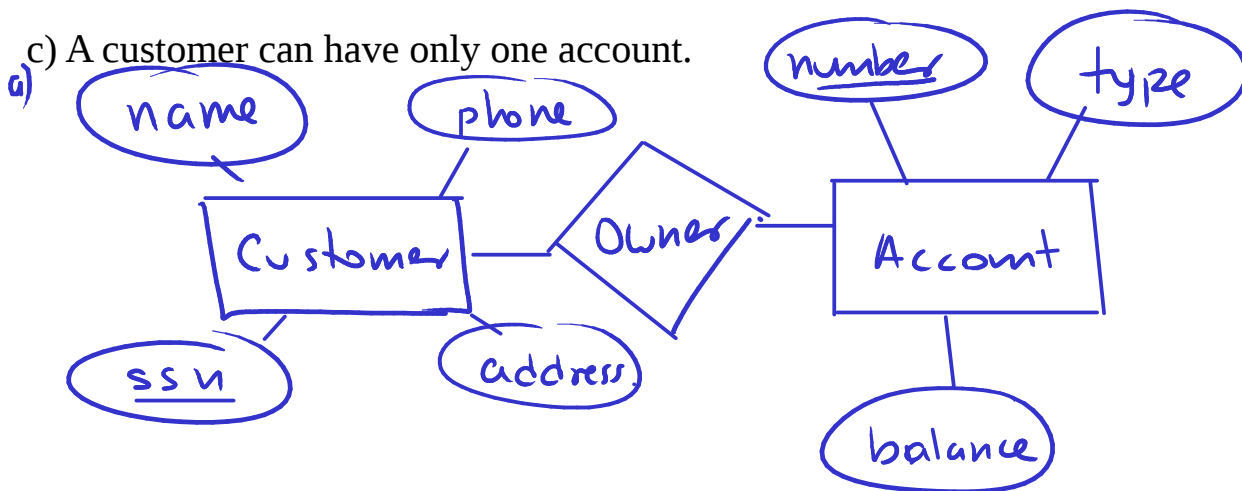 c) A customer can have only one account.
a)
name
phone
number
type
Customer
Owner
Account
ssn
address
balance